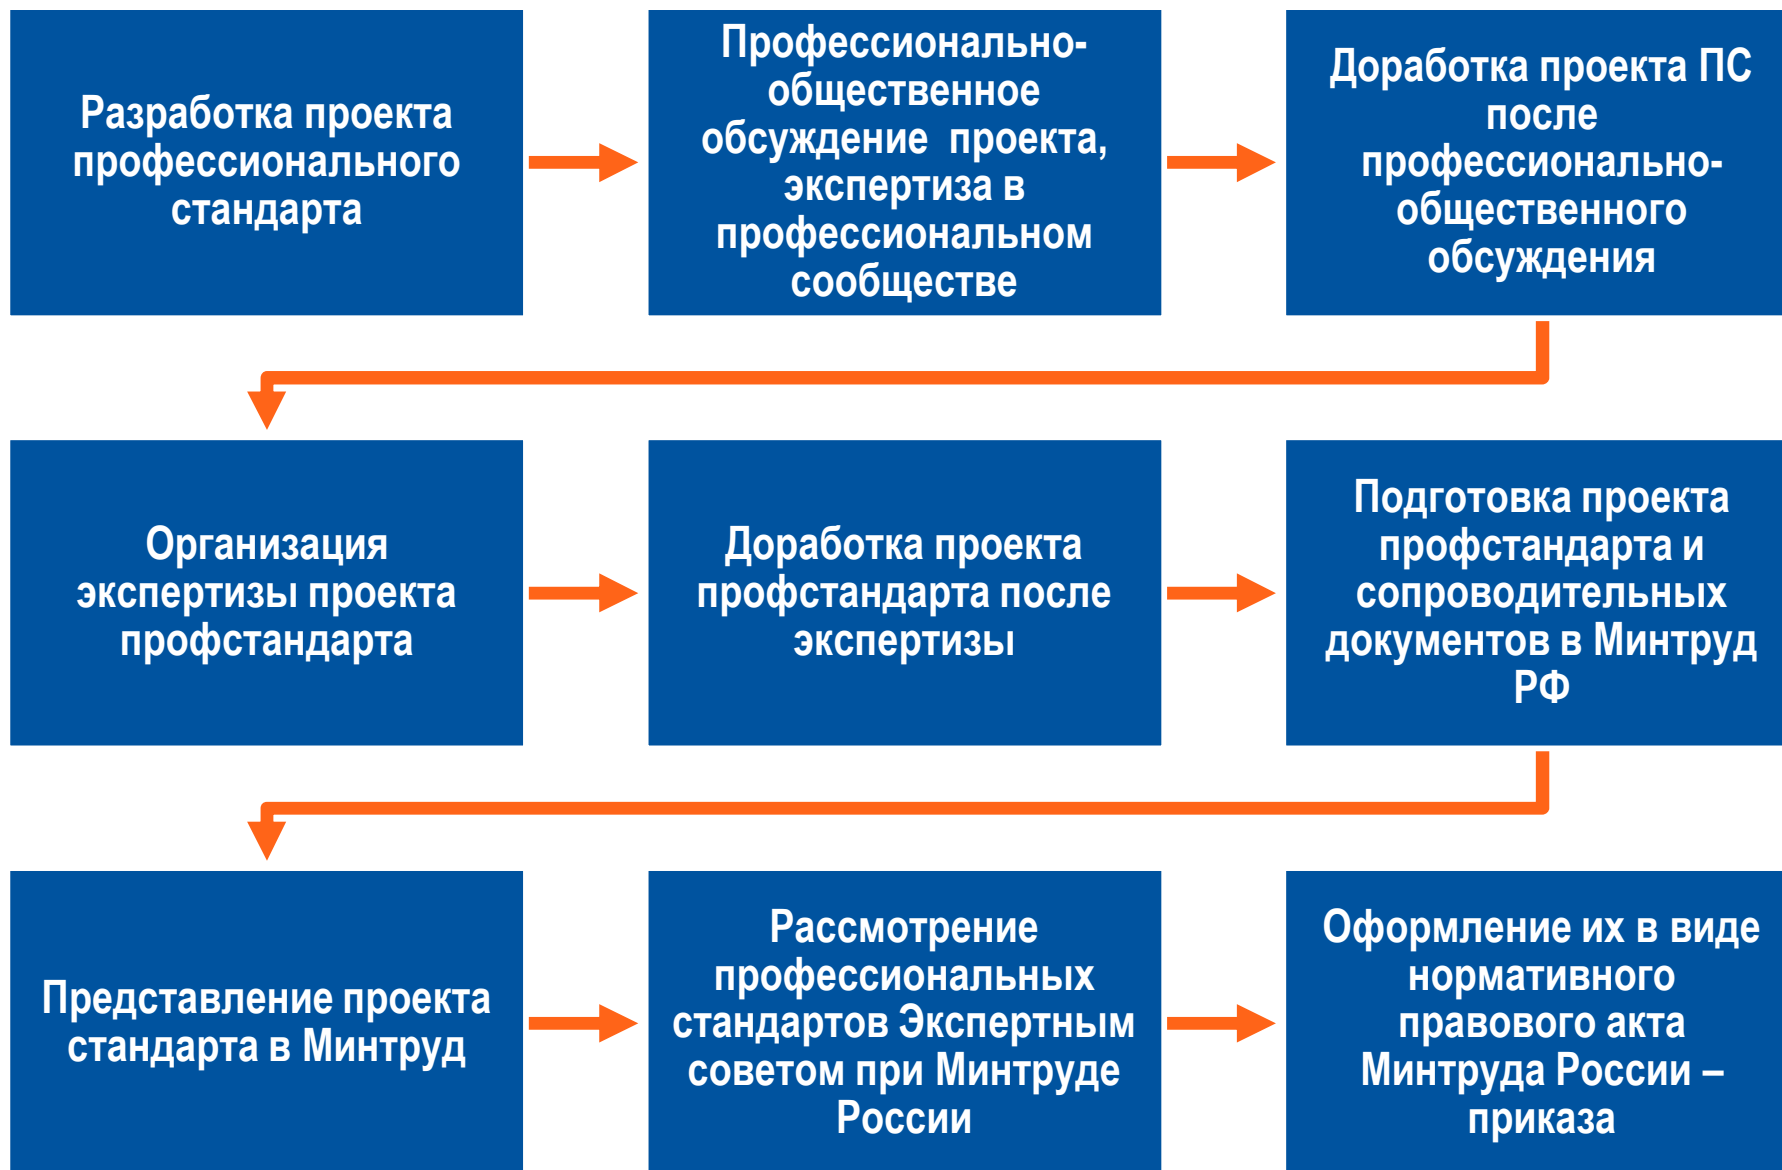 Разработка проекта
профессионального
стандарта
Профессионально-
общественное
обсуждение  проекта,
экспертиза в
профессиональном
сообществе
Доработка проекта ПС
после
профессионально-
общественного
обсуждения
Организация
экспертизы проекта
профстандарта
Доработка проекта
профстандарта после
экспертизы
Подготовка проекта
профстандарта и
сопроводительных
документов в Минтруд
РФ
Представление проекта
стандарта в Минтруд
Рассмотрение
профессиональных
стандартов Экспертным
советом при Минтруде
России
Оформление их в виде
нормативного
правового акта
Минтруда России –
приказа